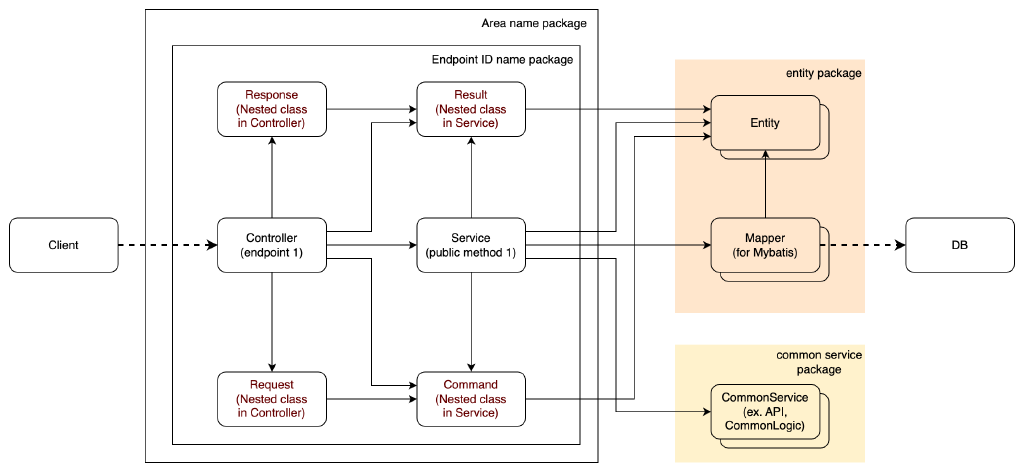 Area name package
Endpoint ID name package
entity package
Response
(Nested class
in Controller)
Result
(Nested class
in Service)
Entity
Client
Controller
(endpoint 1)
Service
(public method 1)
Mapper
(for Mybatis)
DB
common service
package
Request
(Nested class
in Controller)
Command
(Nested class
in Service)
CommonService
(ex. API,
CommonLogic)